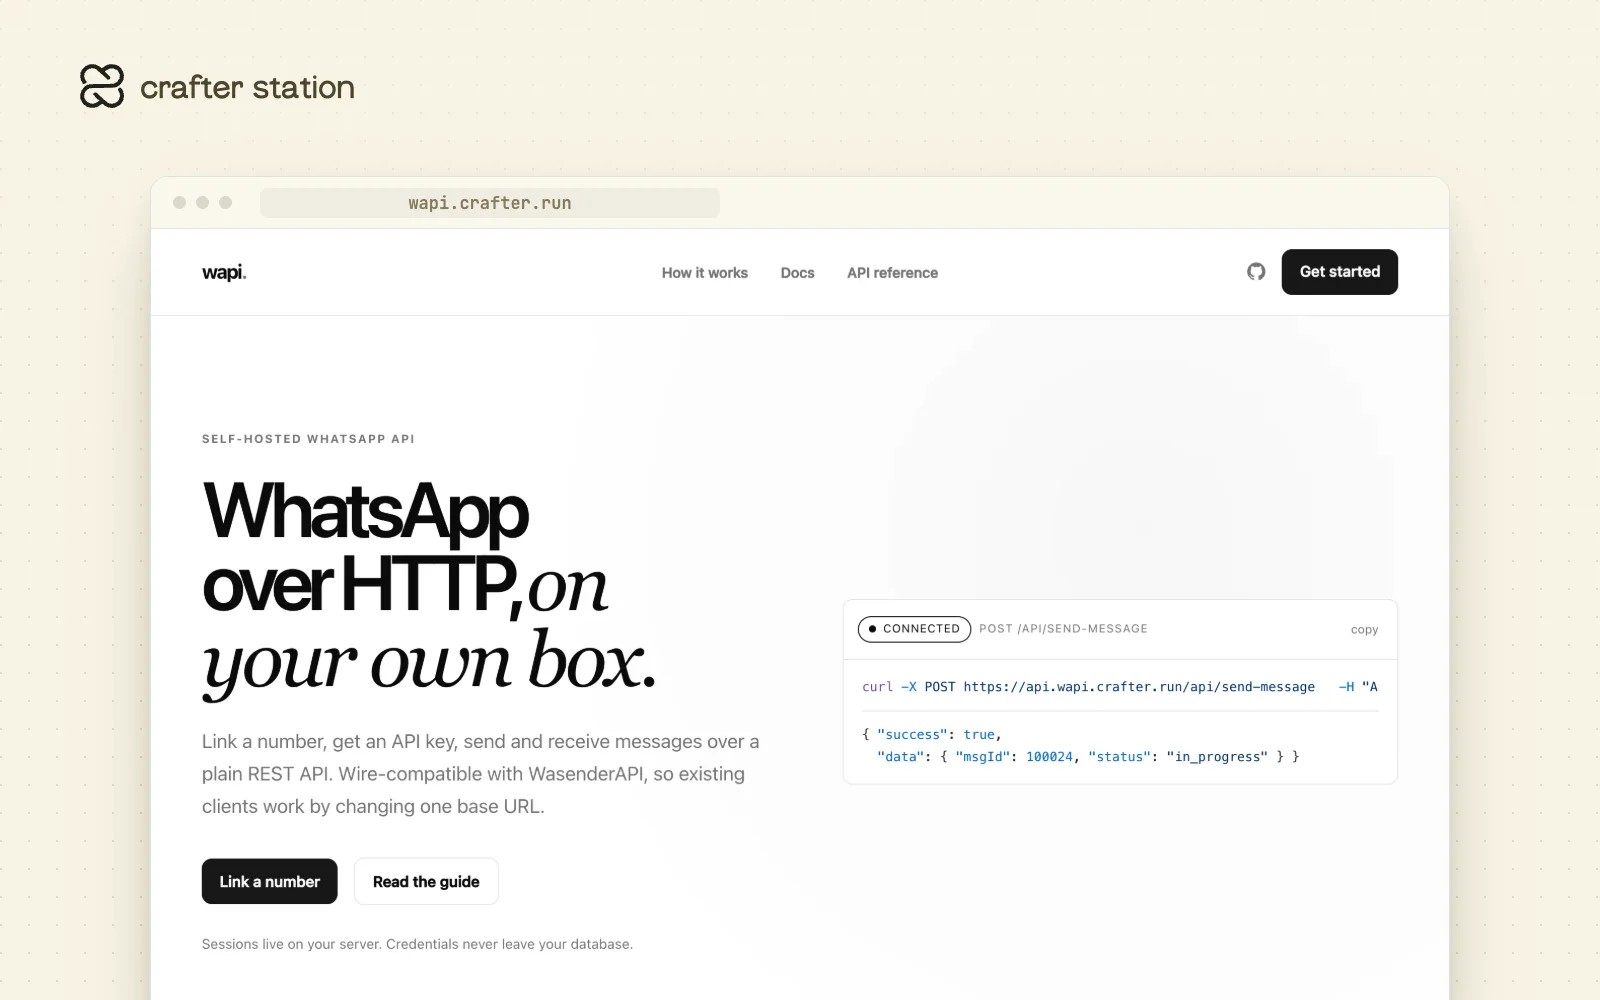 crafter station
wapi.crafter.run
wapi.
How it works
Docs
API reference
Get started
SELF-HOSTED WHATSAPP API
WhatsApp
over HTTP, on
your own box.
Link a number, get an API key, send and receive messages over a
plain REST API. Wire-compatible with WasenderAPI, so existing
clients work by changing one base URL.
Link a number
Read the guide
Sessions live on your server. Credentials never leave your database.
CONNECTED
POST /API/SEND-MESSAGE
copy
curl -X POST https://api.wapi.crafter.run/api/send-message -H "A
{ "success": true,
"data": { "msgId": 100024, "status": "in_progress" } }